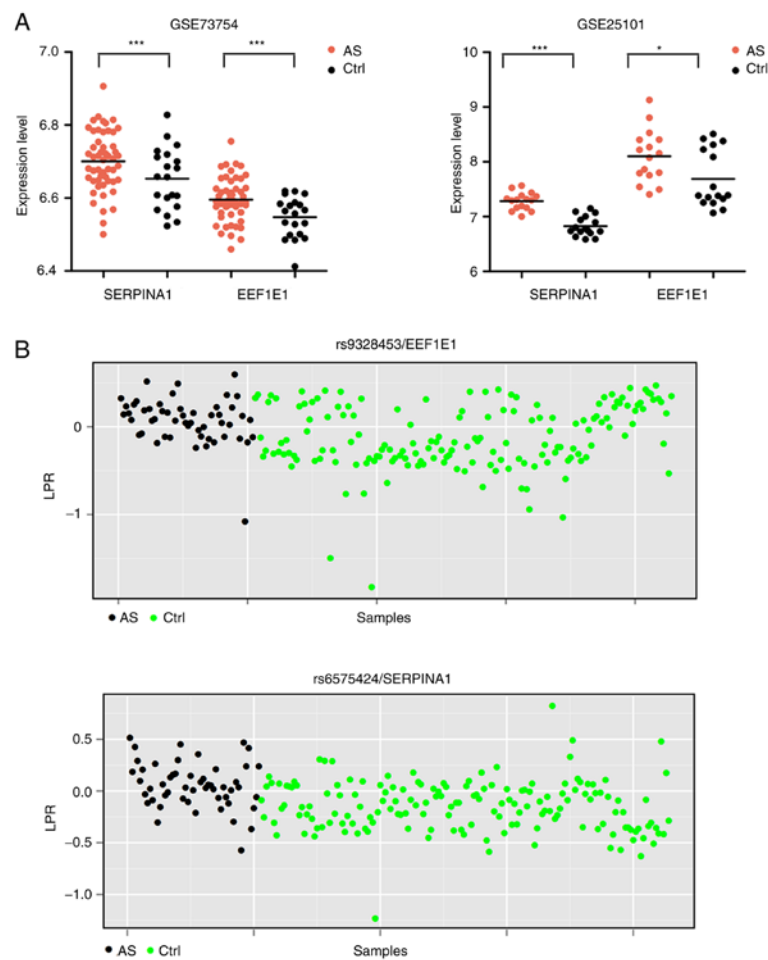 A
GSE73754
GSE25101
*** ***
*** *
AS
Ctrl
AS
Ctrl
Expression level
7.0
6.8
6.6
6.4
SERPINA1 EEF1E1
Expression level
10
9
8
7
6
SERPINA1 EEF1E1
B
rs9328453/EEF1E1
LPR
0
−1
AS Ctrl Samples
rs6575424/SERPINA1
LPR
0.5
0.0
−0.5
−1.0
AS Ctrl Samples